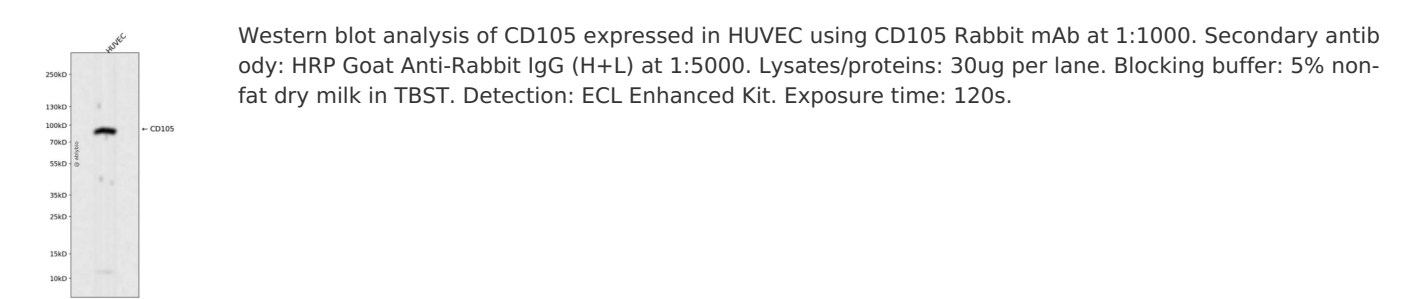 HUVEC
Western blot analysis of CD105 expressed in HUVEC using CD105 Rabbit mAb at 1:1000. Secondary antib
ody: HRP Goat Anti-Rabbit IgG (H+L) at 1:5000. Lysates/proteins: 30ug per lane. Blocking buffer: 5% non-
fat dry milk in TBST. Detection: ECL Enhanced Kit. Exposure time: 120s.
250kD
130kD
100kD
← CD105
70kD
55kD
35kD
25kD
15kD
10kD